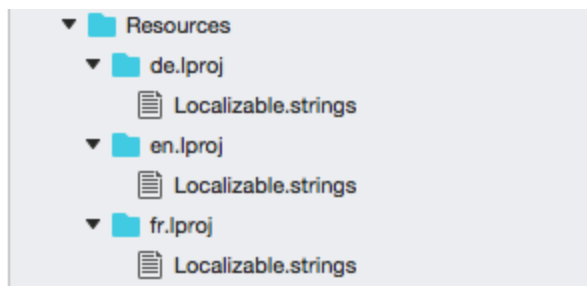 Resources
de.lproj
Localizable.strings
en.lproj
Localizable.strings
fr.lproj
Localizable.strings